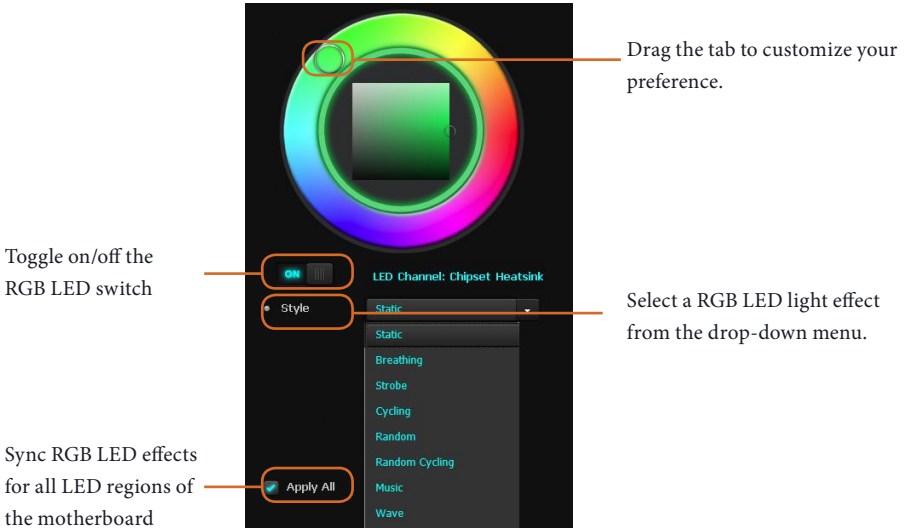 Drag the tab to customize your
preference.
Toggle on/off the
RGB LED switch
ON
LED Channel: Chipset Heatsink
Style
Static
Select a RGB LED light effect
from the drop-down menu.
Static
Breathing
Strobe
Cycling
Random
Random Cycling
Music
Wave
Sync RGB LED effects
for all LED regions of
the motherboard
Apply All